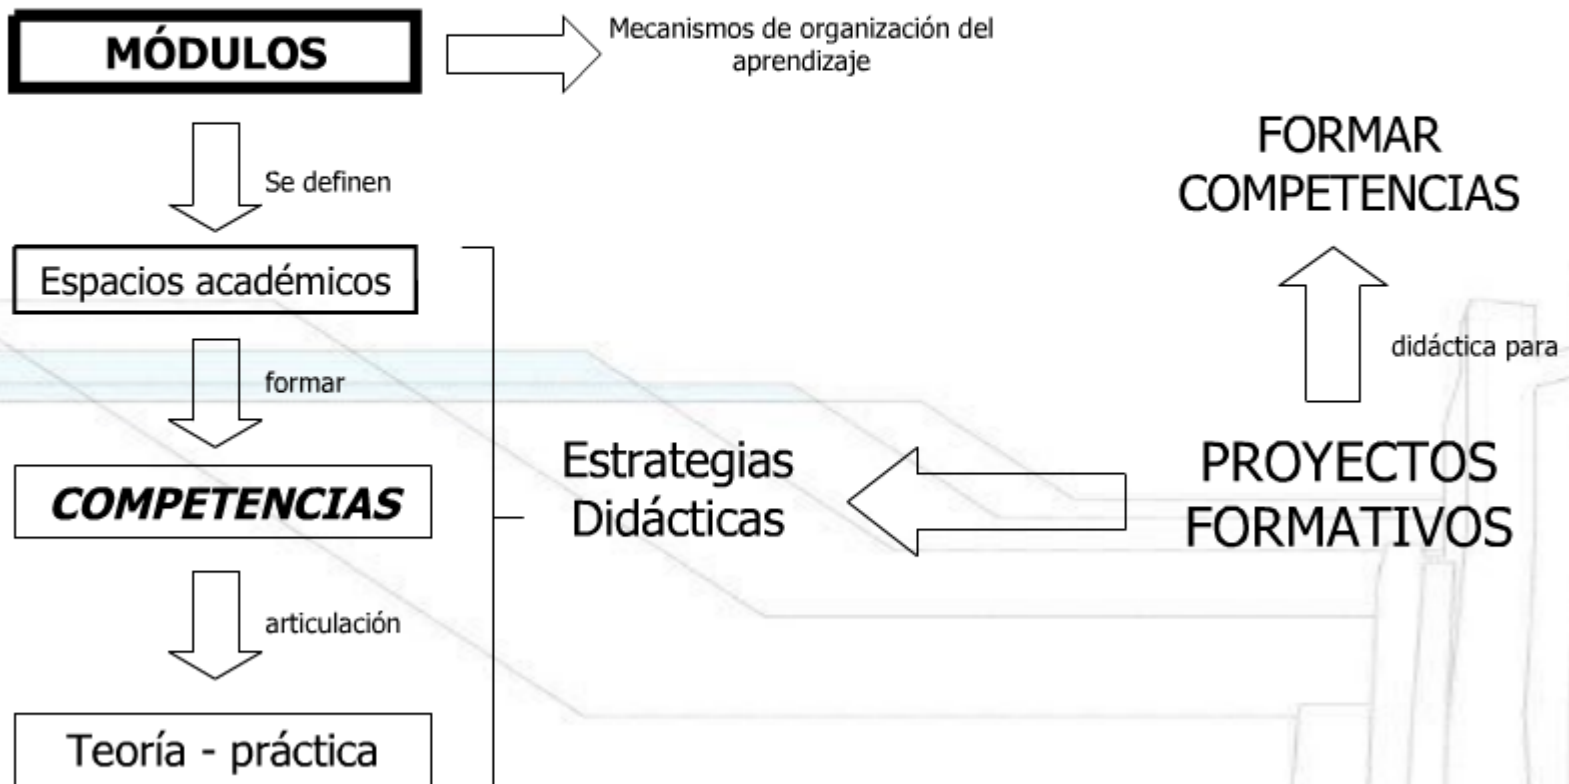 MÓDULOS
Mecanismos de organización del
aprendizaje
Se definen
Espacios académicos
formar
COMPETENCIAS
articulación
Teoría - práctica
Estrategias
Didácticas
FORMAR
COMPETENCIAS
didáctica para
PROYECTOS
FORMATIVOS